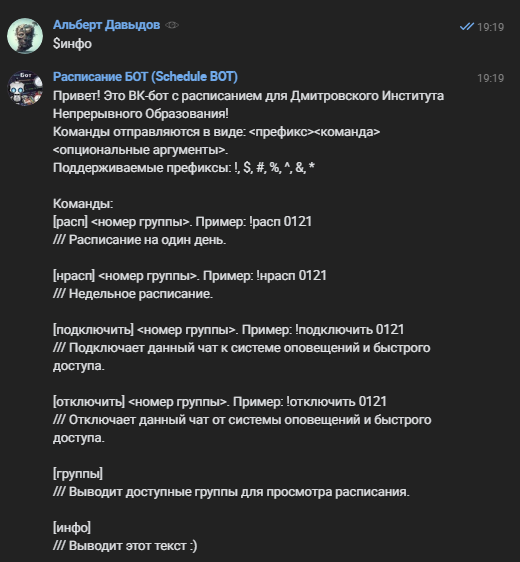 Альберт Давыдов
19:19
$инфо
Бот
Расписание БОТ (Schedule BOT)
19:19
Привет! Это ВК-бот с расписанием для Дмитровского Института
Непрерывного Образования!
Команды отправляются в виде: <префикс><команда>
<опциональные аргументы>.
Поддерживаемые префиксы: !, $, #, %, ^, &, *
Команды:
[расп] <номер группы>. Пример: !расп 0121
/// Расписание на один день.
[нрасп] <номер группы>. Пример: !нрасп 0121
/// Недельное расписание.
[подключить] <номер группы>. Пример: !подключить 0121
/// Подключает данный чат к системе оповещений и быстрого
доступа.
[отключить] <номер группы>. Пример: !отключить 0121
/// Отключает данный чат от системы оповещений и быстрого
доступа.
[группы]
/// Выводит доступные группы для просмотра расписания.
[инфо]
/// Выводит этот текст :)